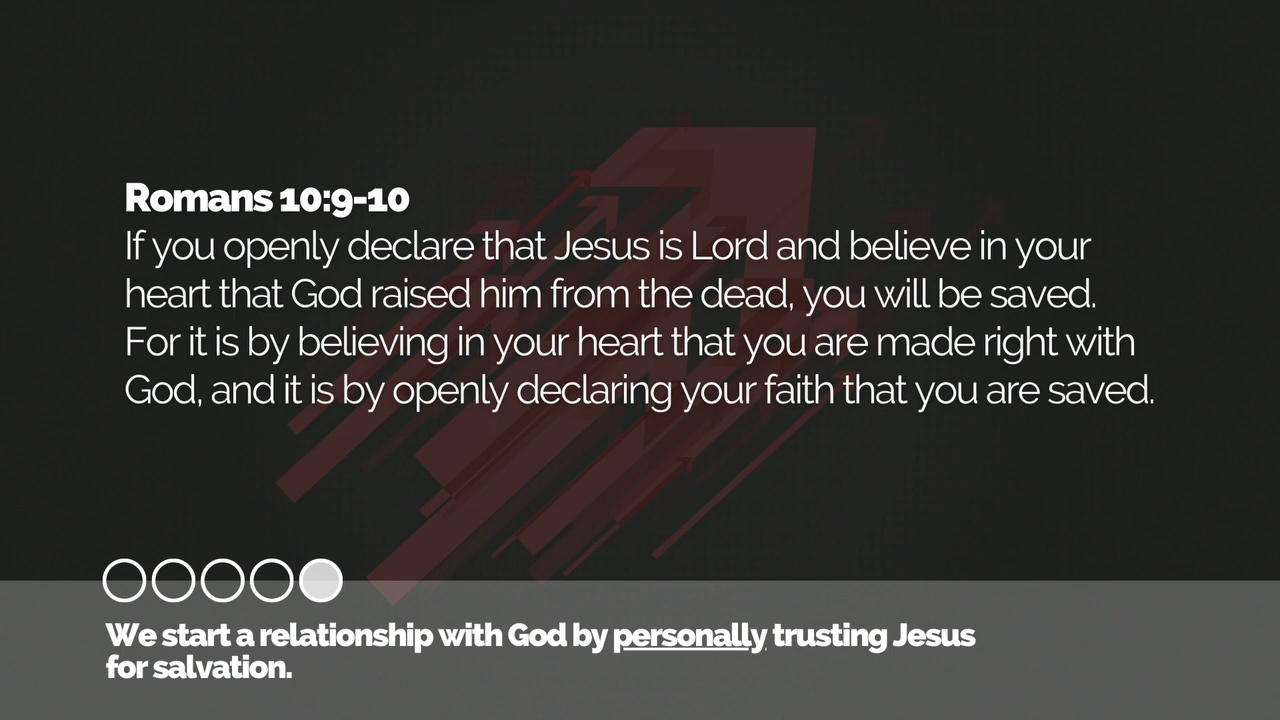 Romans 10:9-10
If you openly declare that Jesus is Lord and believe in your
heart that God raised him from the dead, you will be saved.
For it is by believing in your heart that you are made right with
God, and it is by openly declaring your faith that you are saved.
We start a relationship with God by personally trusting Jesus
for salvation.